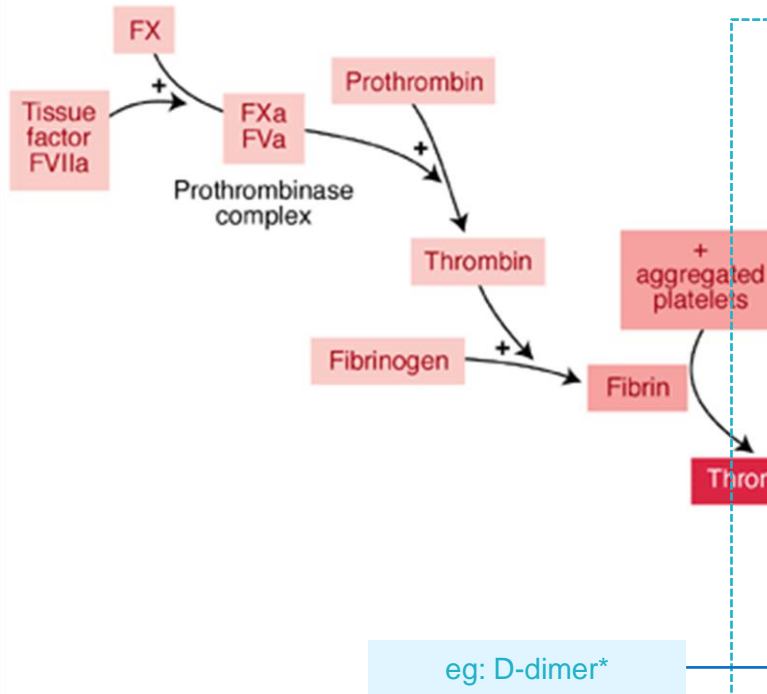 FX
+
Tissue
factor
FVIIa
FXa
FVa
Prothrombinase
complex
Prothrombin
+
Thrombin
+
aggregated
platelets
Fibrinogen
+
Fibrin
eg: D-dimer*